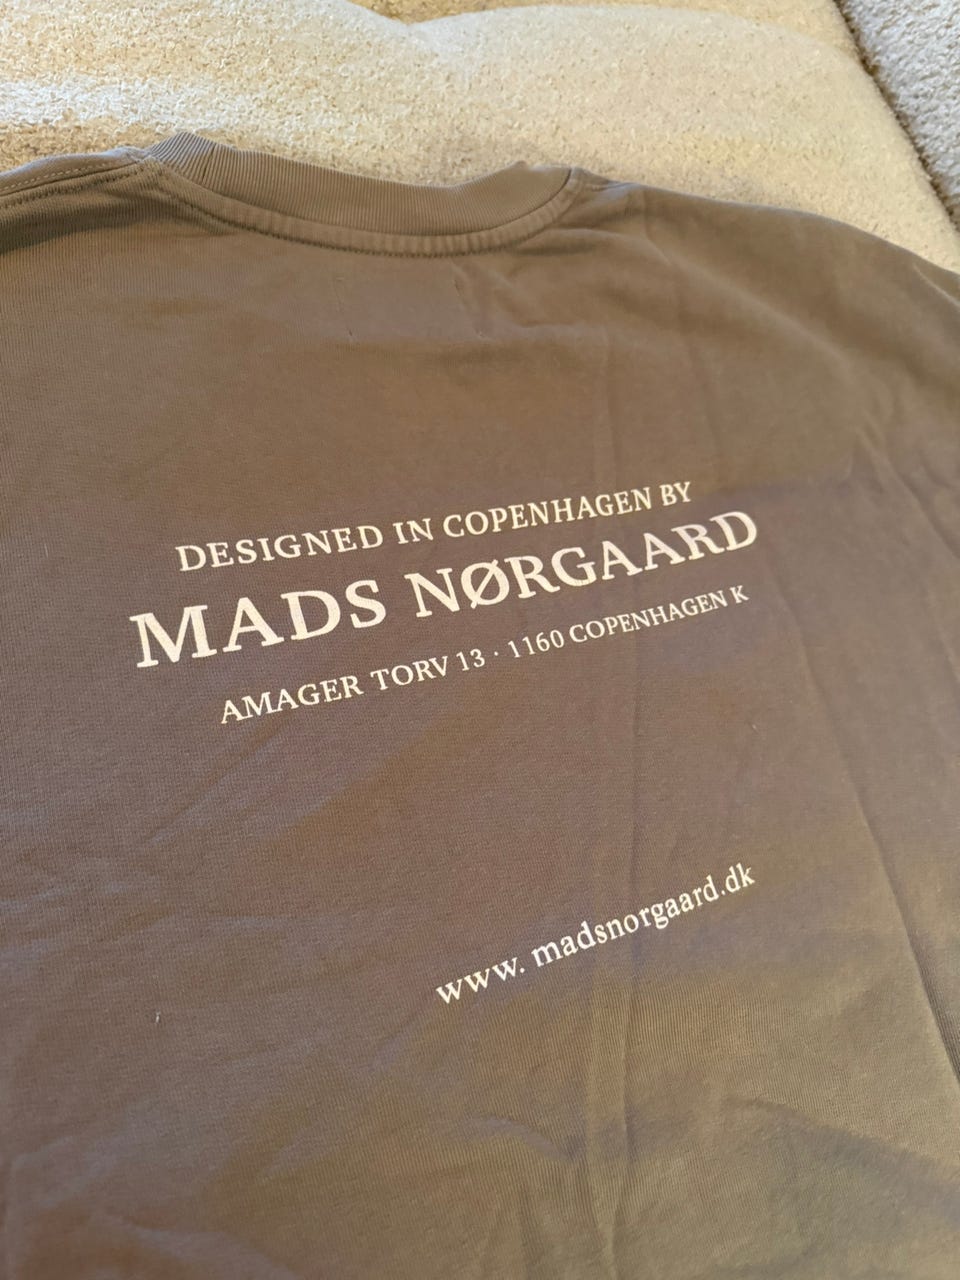 DESIGNED IN COPENHAGEN BY
MADS NØRGAARD
AMAGER TORV 13 · 1160 COPENHAGEN K
www. madsnorgaard.dk